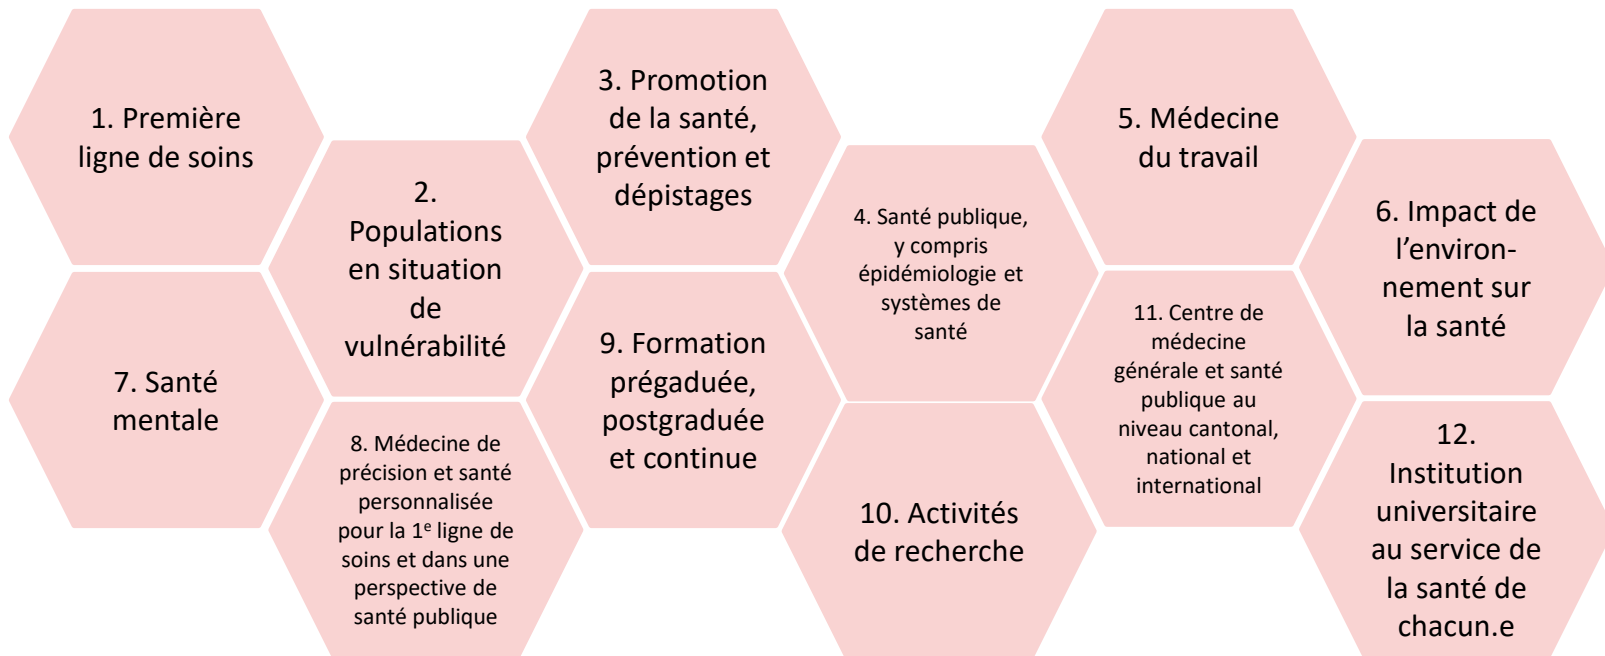 1. Première
ligne de soins
2.
Populations
en situation
de
vulnérabilité
3. Promotion
de la santé,
prévention et
dépistages
4. Santé publique,
y compris
épidémiologie et
systèmes de
santé
5. Médecine
du travail
6. Impact de
l’environ-
nement sur
la santé
7. Santé
mentale
8. Médecine de
précision et santé
personnalisée
pour la 1e ligne de
soins et dans une
perspective de
santé publique
9. Formation
prégaduée,
postgraduée
et continue
10. Activités
de recherche
11. Centre de
médecine
générale et santé
publique au
niveau cantonal,
national et
international
12.
Institution
universitaire
au service de
la santé de
chacun.e